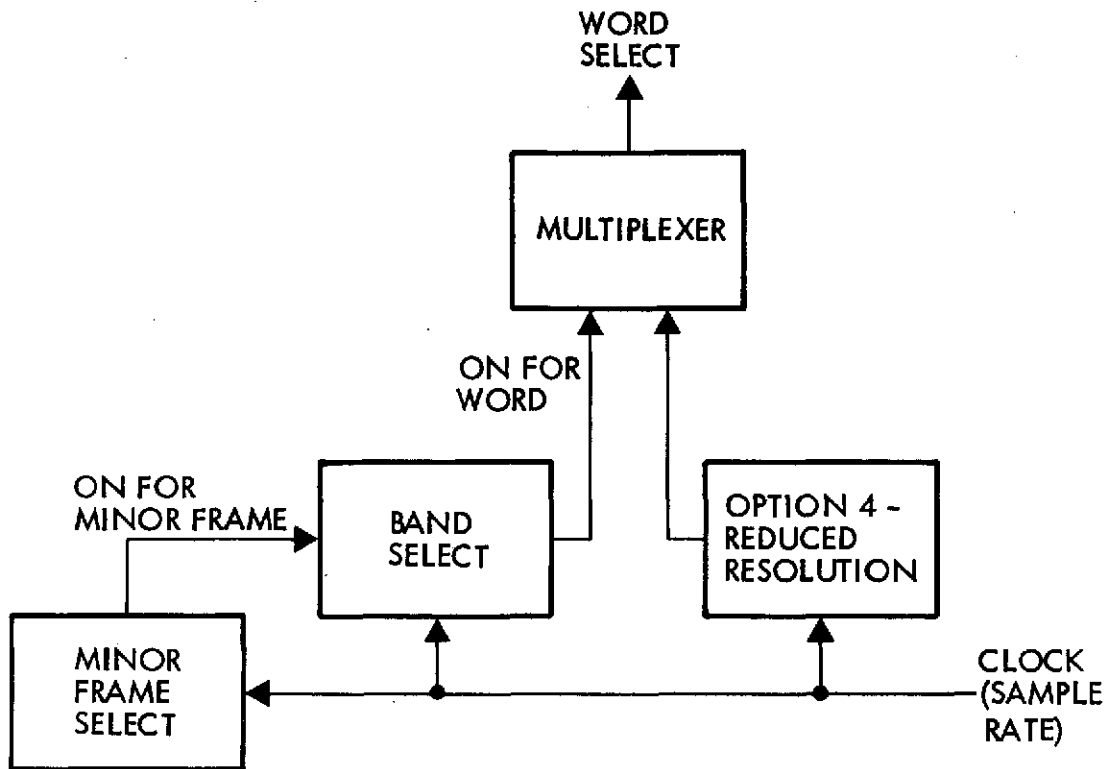 WORD
SELECT
MULTIPLEXER
ON FOR
WORD
ON FOR
MINOR FRAME
BAND
SELECT
OPTION 4 -
REDUCED
RESOLUTION
MINOR
FRAME
SELECT
CLOCK
(SAMPLE
RATE)